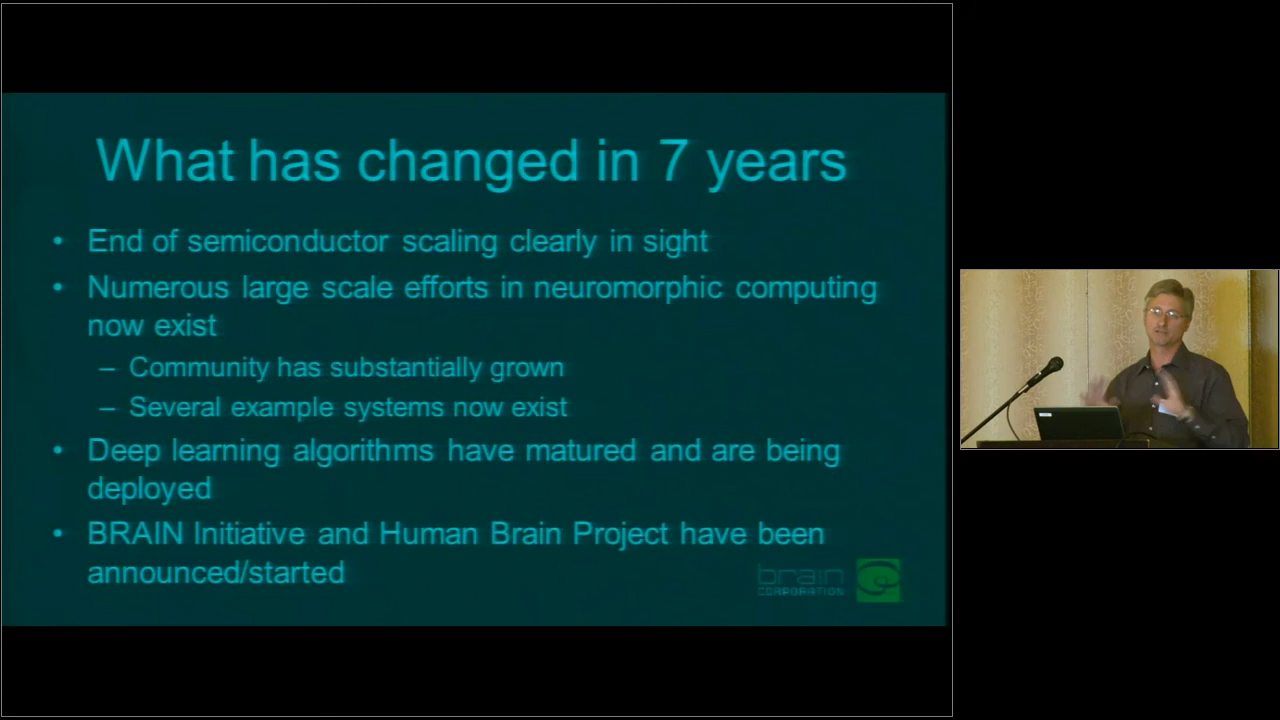 What has changed in 7 years
• End of semiconductor scaling clearly in sight
• Numerous large scale efforts in neuromorphic computing
now exist
– Community has substantially grown
– Several example systems now exist
• Deep learning algorithms have matured and are being
deployed
• BRAIN Initiative and Human Brain Project have been
announced/started
brain
CORPORATION